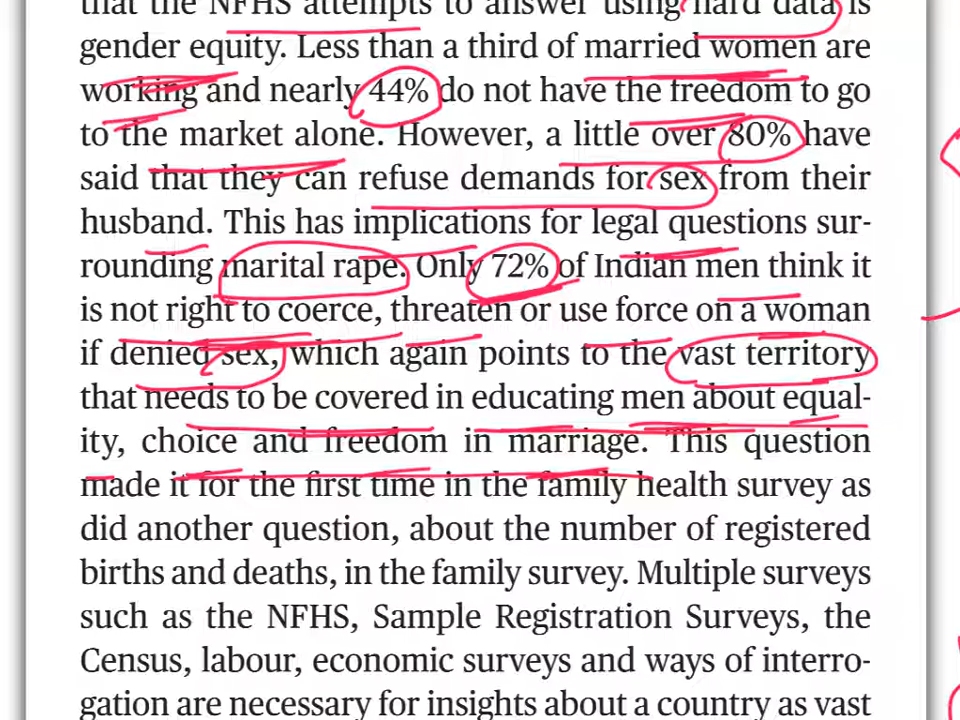 that the NFHS attempts to answer using hard data is
gender equity. Less than a third of married women are
working and nearly 44% do not have the freedom to go
to the market alone. However, a little over 80% have
said that they can refuse demands for sex from their
husband. This has implications for legal questions sur-
rounding marital rape. Only 72% of Indian men think it
is not right to coerce, threaten or use force on a woman
if denied sex, which again points to the vast territory
that needs to be covered in educating men about equal-
ity, choice and freedom in marriage. This question
made it for the first time in the family health survey as
did another question, about the number of registered
births and deaths, in the family survey. Multiple surveys
such as the NFHS, Sample Registration Surveys, the
Census, labour, economic surveys and ways of interro-
gation are necessary for insights about a country as vast